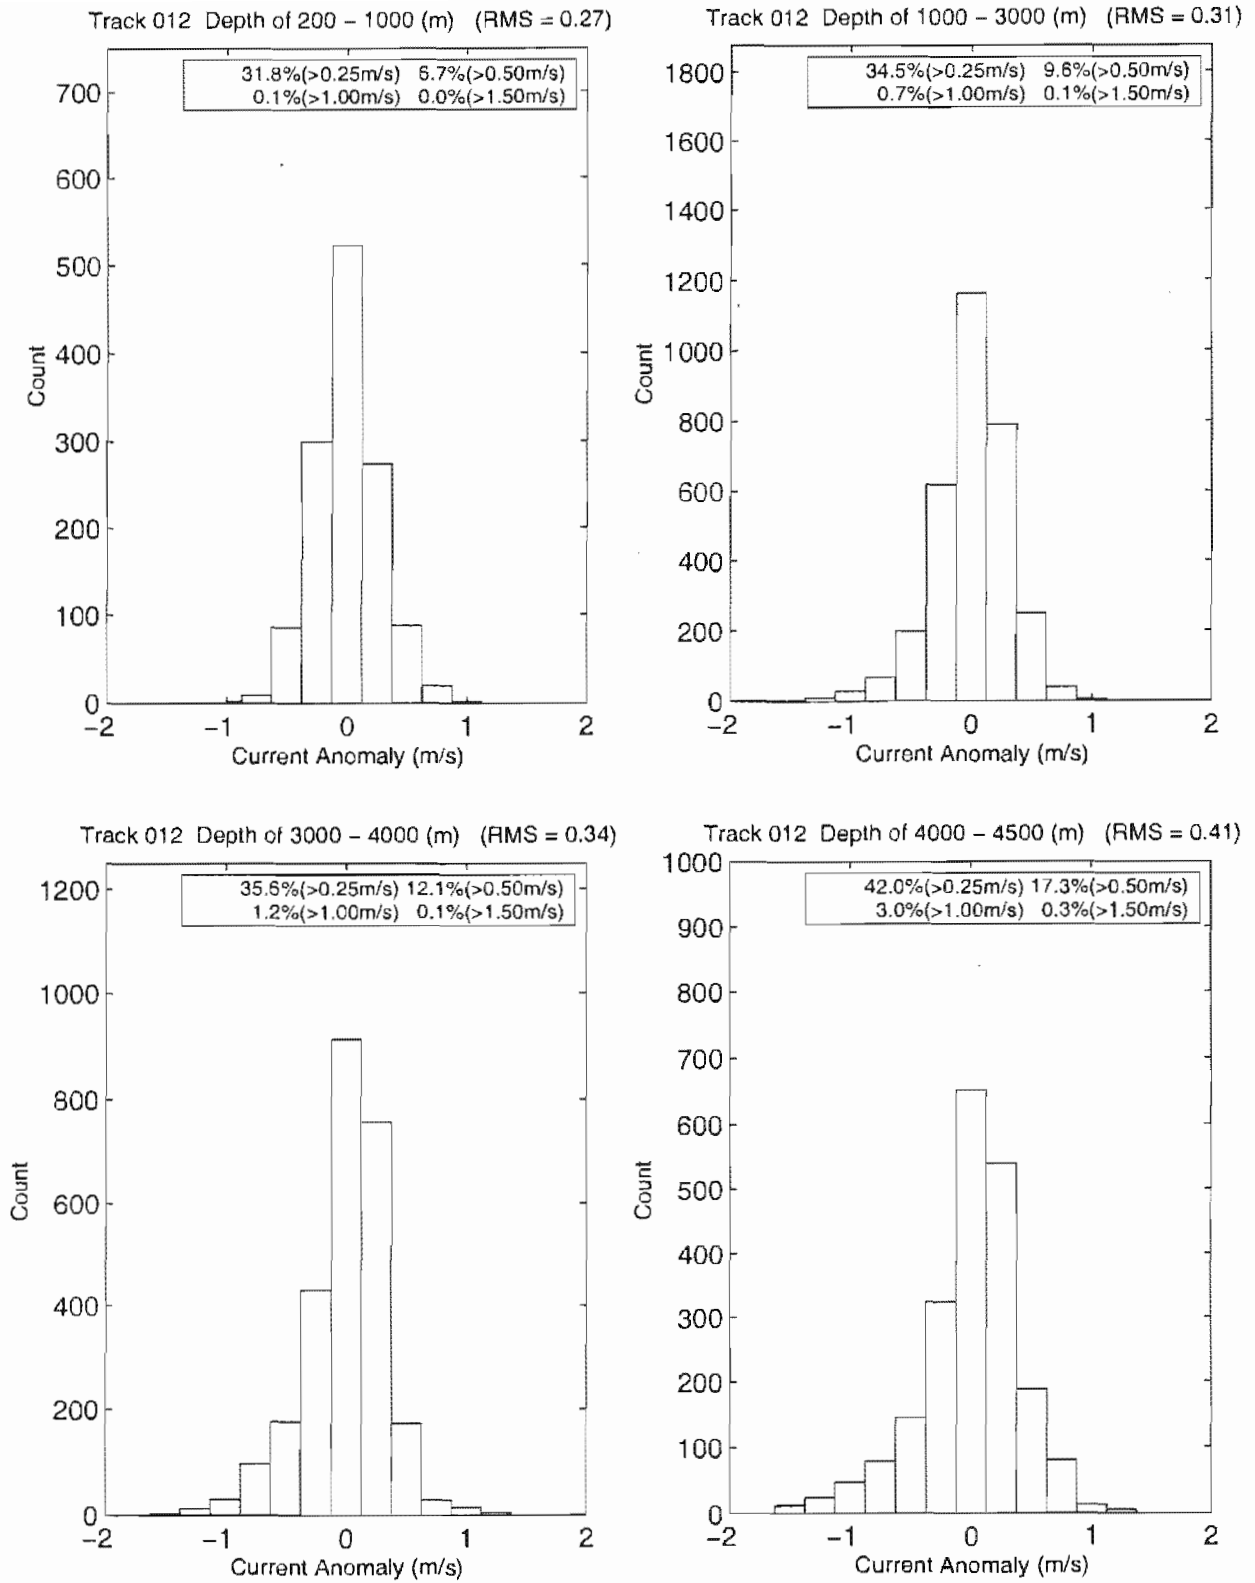 Track 012 Depth of 200 – 1000 (m) (RMS = 0.27)
31.8%(>0.25m/s) 6.7%(>0.50m/s)
0.1%(>1.00m/s) 0.0%(>1.50m/s)
700
600
500
400
300
200
100
0
Count
−2 −1 0 1 2
Current Anomaly (m/s)
Track 012 Depth of 1000 – 3000 (m) (RMS = 0.31)
34.5%(>0.25m/s) 9.6%(>0.50m/s)
0.7%(>1.00m/s) 0.1%(>1.50m/s)
1800
1600
1400
1200
1000
800
600
400
200
0
Count
−2 −1 0 1 2
Current Anomaly (m/s)
Track 012 Depth of 3000 – 4000 (m) (RMS = 0.34)
35.6%(>0.25m/s) 12.1%(>0.50m/s)
1.2%(>1.00m/s) 0.1%(>1.50m/s)
1200
1000
800
600
400
200
0
Count
−2 −1 0 1 2
Current Anomaly (m/s)
Track 012 Depth of 4000 – 4500 (m) (RMS = 0.41)
42.0%(>0.25m/s) 17.3%(>0.50m/s)
3.0%(>1.00m/s) 0.3%(>1.50m/s)
1000
900
800
700
600
500
400
300
200
100
0
Count
−2 −1 0 1 2
Current Anomaly (m/s)